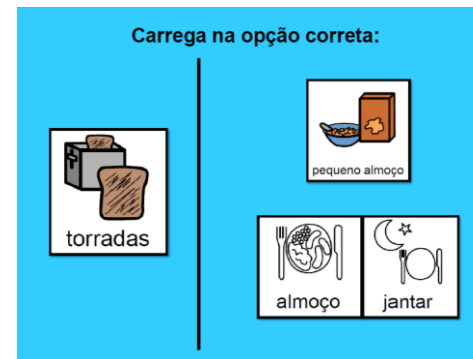 Carrega na opção correta:
torradas
pequeno almoço
almoço
jantar